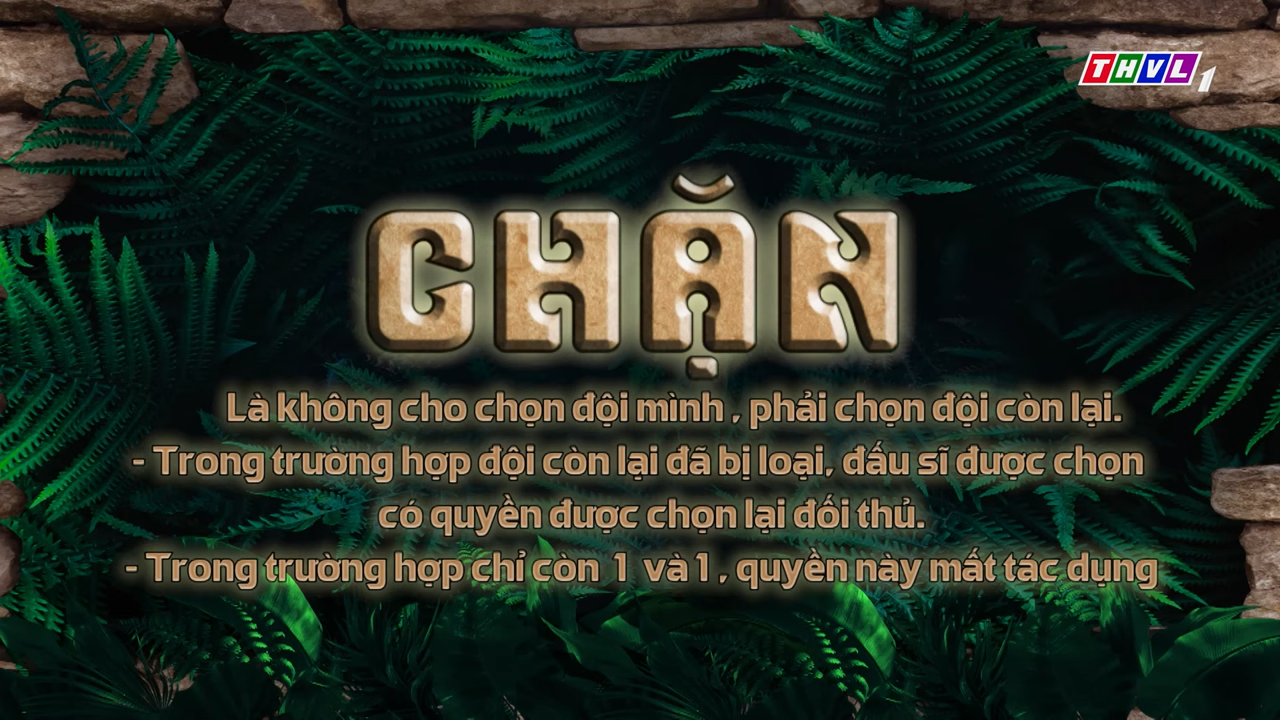 THVL1
CHẶN
Là không cho chọn đội mình , phải chọn đội còn lại.
- Trong trường hợp đội còn lại đã bị loại, đấu sĩ được chọn
có quyền được chọn lại đối thủ.
- Trong trường hợp chỉ còn 1 và 1 , quyền này mất tác dụng